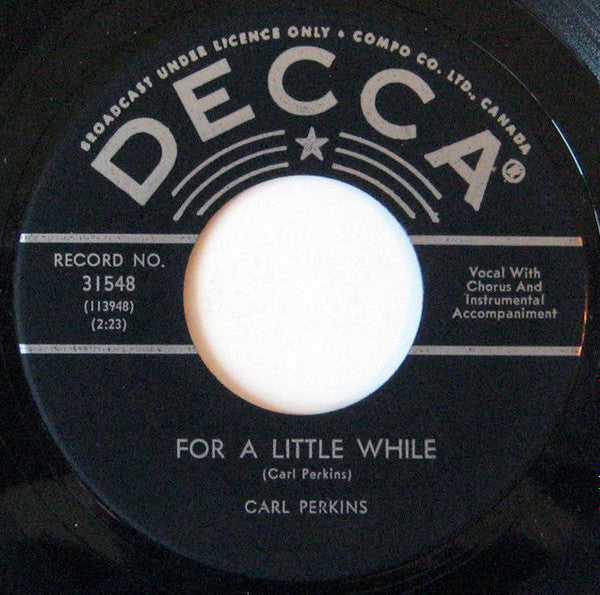 BROADCAST UNDER LICENCE ONLY • COMPO CO. LTD., CANADA
DECCA®
RECORD NO.
31548
(113948)
(2:23)
Vocal With
Chorus And
Instrumental
Accompaniment
FOR A LITTLE WHILE
(Carl Perkins)
CARL PERKINS